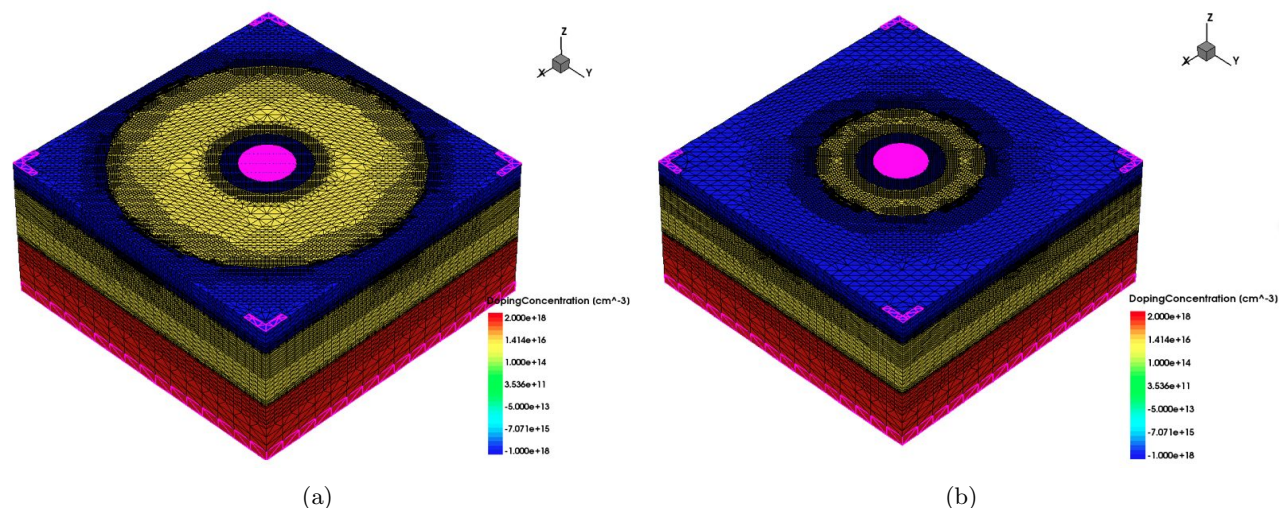 Z
X
Y
DopingConcentration (cm^-3)
2.000e+18
1.414e+16
1.000e+14
3.536e+11
-5.000e+13
-7.071e+15
-1.000e+18
(a)
Z
X
Y
DopingConcentration (cm^-3)
2.000e+18
1.414e+16
1.000e+14
3.536e+11
-5.000e+13
-7.071e+15
-1.000e+18
(b)